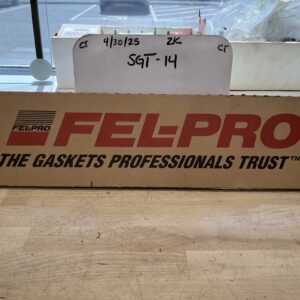 CT 4/30/25 ZK CT
SGT-14
FEL-PRO FEL-PRO
THE GASKETS PROFESSIONALS TRUST™